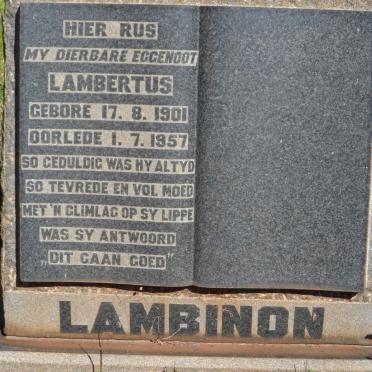 HIER RUS
MY DIERBARE EGGENOOT
LAMBERTUS
GEBORE 17. 8. 1901
OORLEDE 1. 7. 1957
SO GEDULDIG WAS HY ALTYD
SO TEVREDE EN VOL MOED
MET 'N GLIMLAG OP SY LIPPE
WAS SY ANTWOORD
"DIT GAAN GOED"
LAMBINON